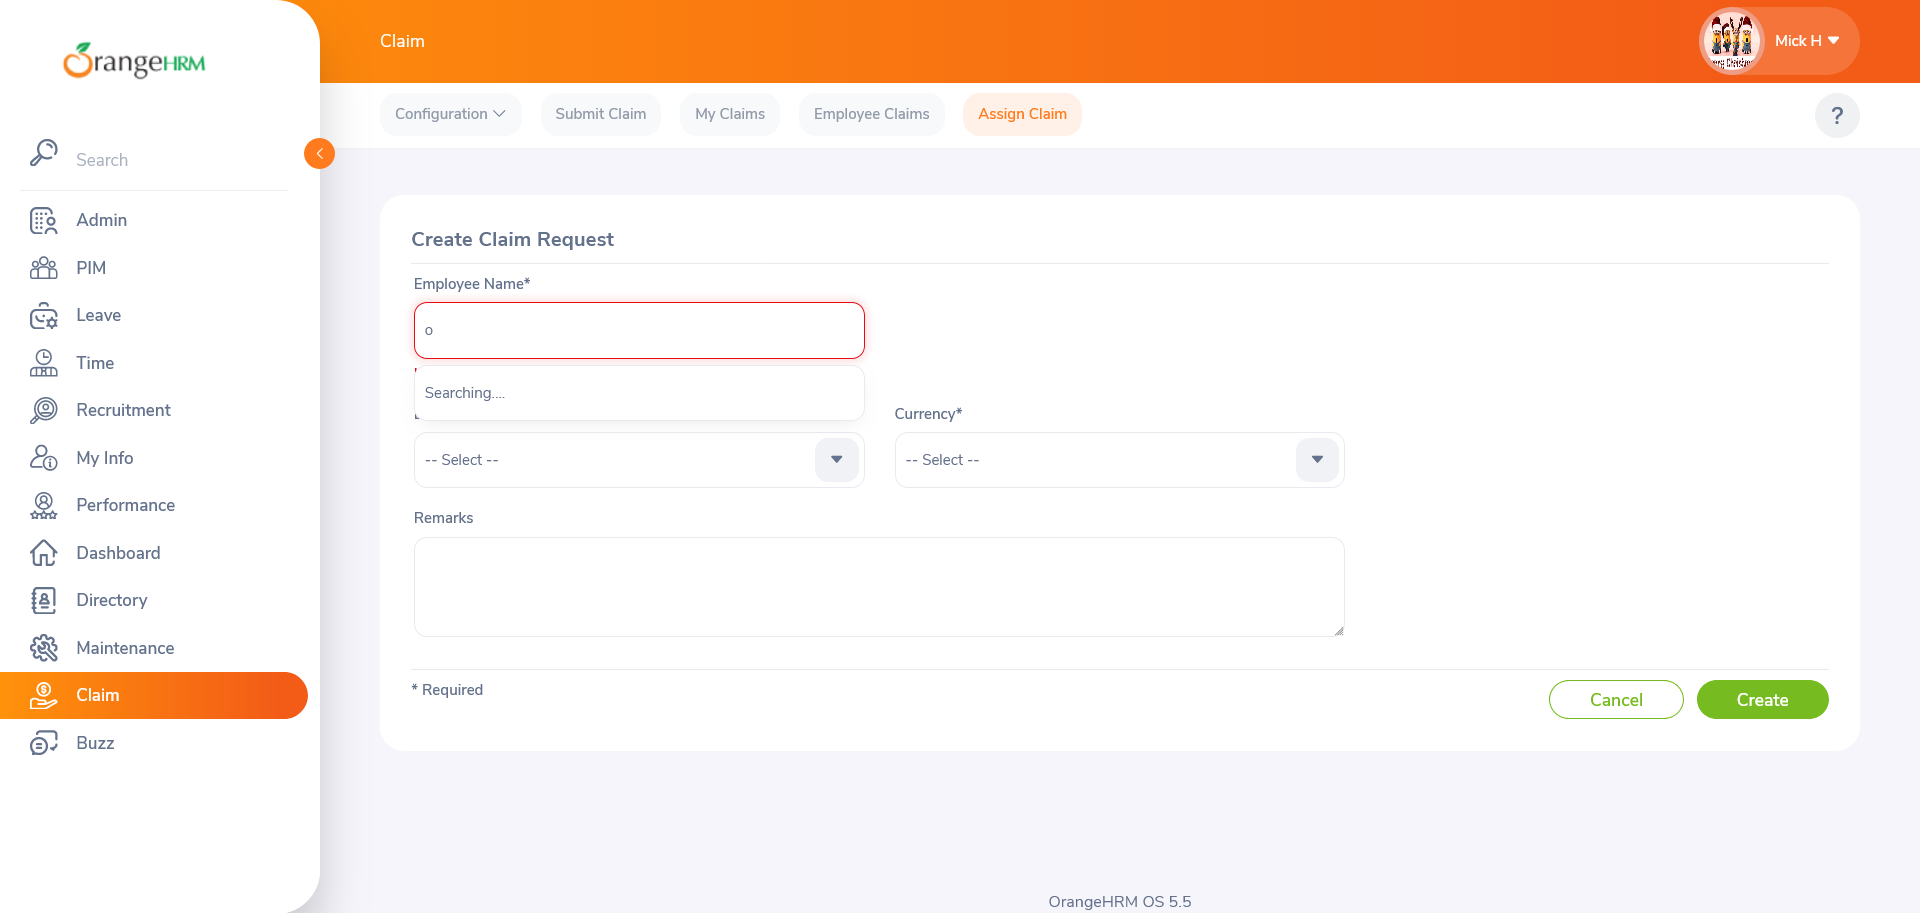 OrangeHRM
Claim
Mick H
Configuration
Submit Claim
My Claims
Employee Claims
Assign Claim
?
Search
Admin
PIM
Leave
Time
Recruitment
My Info
Performance
Dashboard
Directory
Maintenance
Claim
Buzz
Create Claim Request
Employee Name*
o
Searching....
Currency*
-- Select --
-- Select --
Remarks
* Required
Cancel
Create
OrangeHRM OS 5.5